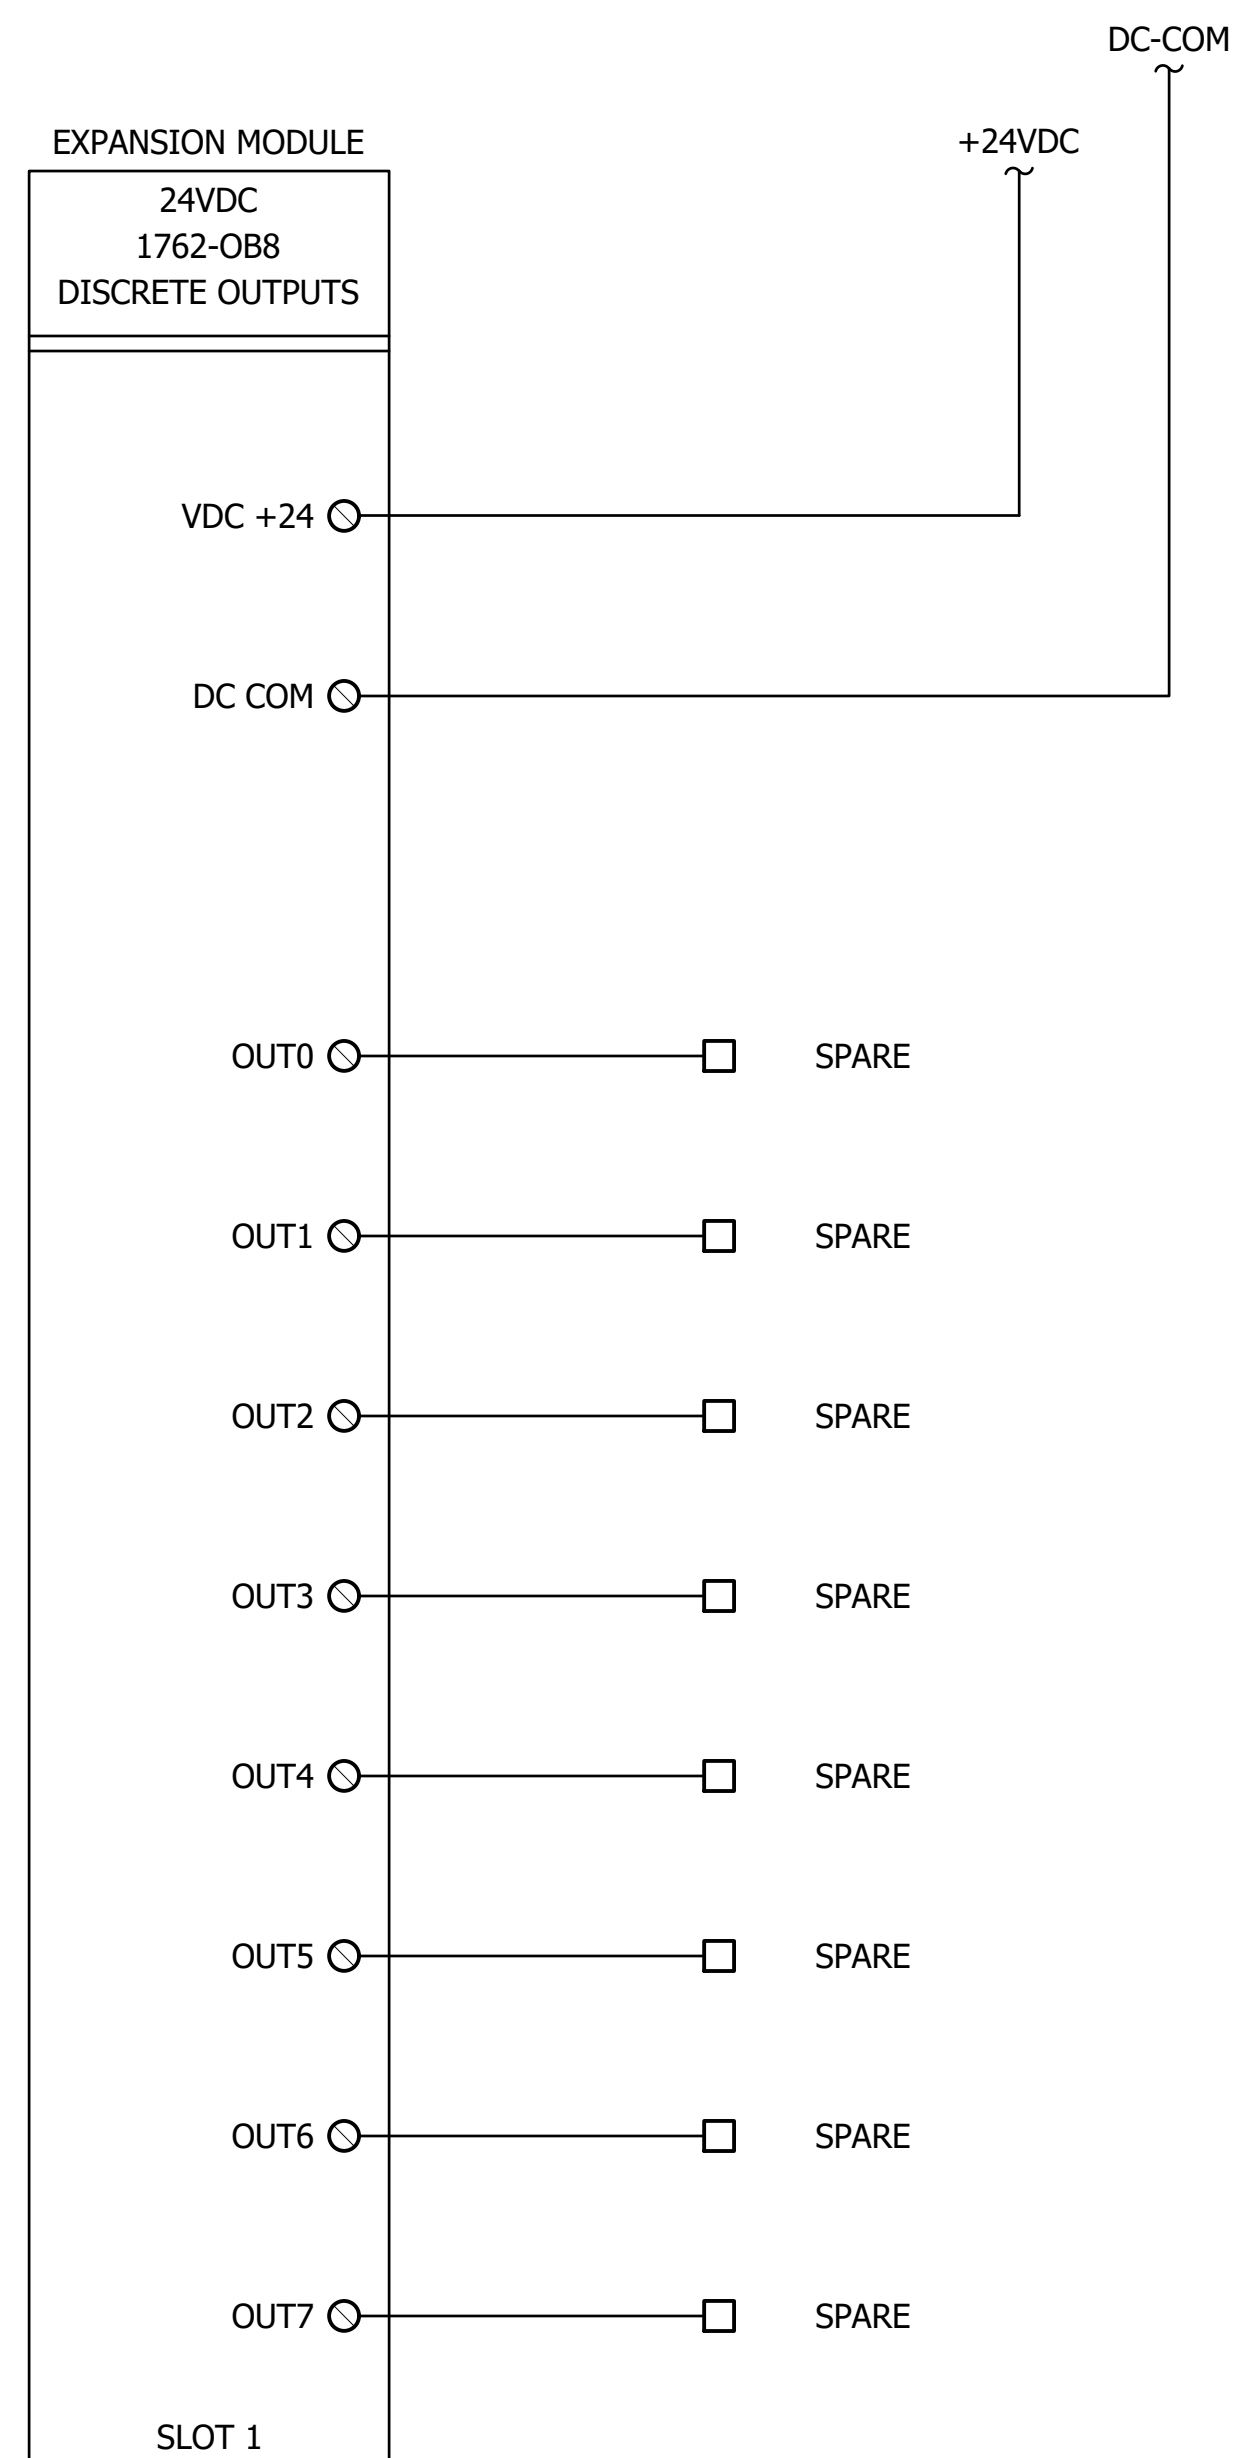 DC-COM
+24VDC
EXPANSION MODULE
24VDC
1762-OB8
DISCRETE OUTPUTS
VDC +24
DC COM
OUT0 SPARE
OUT1 SPARE
OUT2 SPARE
OUT3 SPARE
OUT4 SPARE
OUT5 SPARE
OUT6 SPARE
OUT7 SPARE
SLOT 1